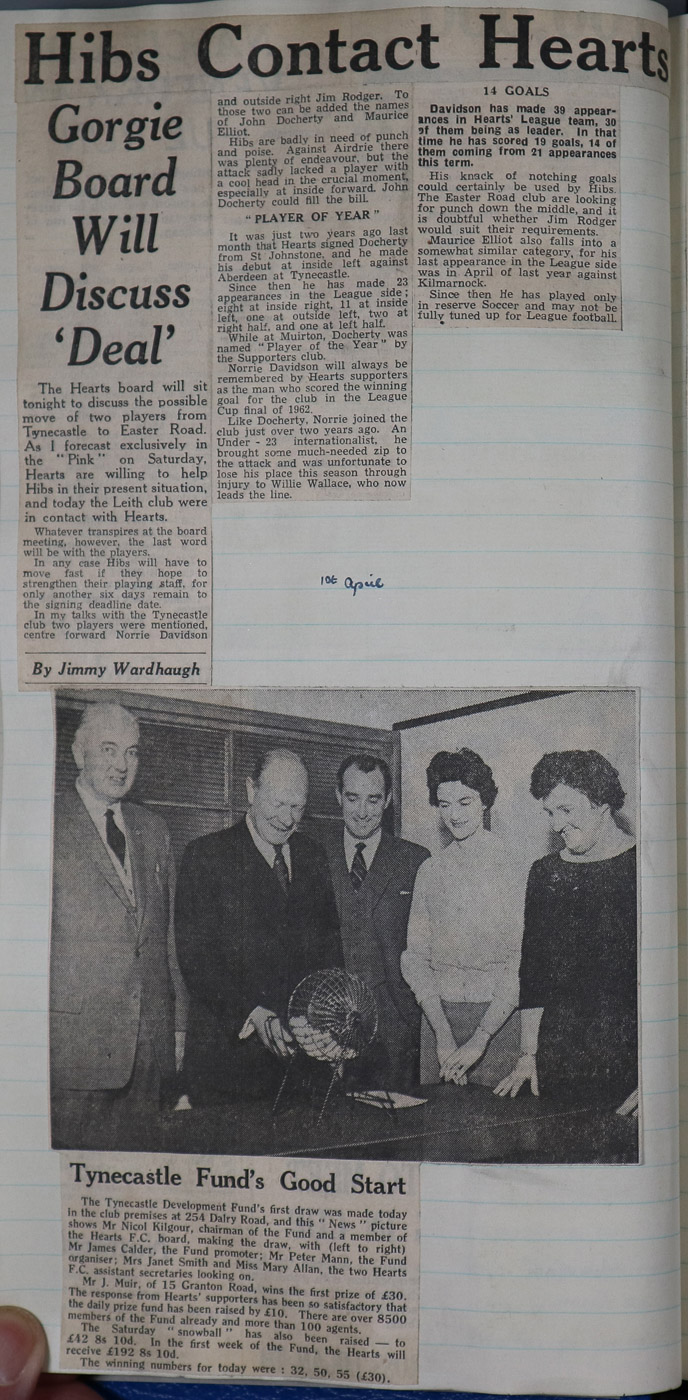 Hibs Contact Hearts
Gorgie
Board
Will
Discuss
‘Deal’
The Hearts board will sit
tonight to discuss the possible
move of two players from
Tynecastle to Easter Road.
As I forecast exclusively in
the "Pink" on Saturday,
Hearts are willing to help
Hibs in their present situation,
and today the Leith club were
in contact with Hearts.
Whatever transpires at the board
meeting, however, the last word
will be with the players.
In any case Hibs will have to
move fast if they hope to
strengthen their playing staff, for
only another six days remain to
the signing deadline date.
In my talks with the Tynecastle
club two players were mentioned,
centre forward Norrie Davidson
By Jimmy Wardhaugh
and outside right Jim Rodger. To
those two can be added the names
of John Docherty and Maurice
Elliot.
Hibs are badly in need of punch
and poise. Against Airdrie there
was plenty of endeavour, but the
attack sadly lacked a player with
a cool head in the crucial moment,
especially at inside forward. John
Docherty could fill the bill.
"PLAYER OF YEAR"
It was just two years ago last
month that Hearts signed Docherty
from St Johnstone, and he made
his debut at inside left against
Aberdeen at Tynecastle.
Since then he has made 23
appearances in the League side;
eight at inside right, 11 at inside
left, one at outside left, two at
right half, and one at left half.
While at Muirton, Docherty was
named "Player of the Year" by
the Supporters club.
Norrie Davidson will always be
remembered by Hearts supporters
as the man who scored the winning
goal for the club in the League
Cup final of 1962.
Like Docherty, Norrie joined the
club just over two years ago. An
Under - 23 internationalist, he
brought some much-needed zip to
the attack and was unfortunate to
lose his place this season through
injury to Willie Wallace, who now
leads the line.
14 GOALS
Davidson has made 39 appear-
ances in Hearts' League team, 30
of them being as leader. In that
time he has scored 19 goals, 14 of
them coming from 21 appearances
this term.
His knack of notching goals
could certainly be used by Hibs.
The Easter Road club are looking
for punch down the middle, and it
is doubtful whether Jim Rodger
would suit their requirements.
Maurice Elliot also falls into a
somewhat similar category, for his
last appearance in the League side
was in April of last year against
Kilmarnock.
Since then He has played only
in reserve Soccer and may not be
fully tuned up for League football.
1st April
Tynecastle Fund's Good Start
The Tynecastle Development Fund's first draw was made today
in the club premises at 254 Dalry Road, and this "News" picture
shows Mr Nicol Kilgour, chairman of the Fund and a member of
the Hearts F.C. board, making the draw, with (left to right)
Mr James Calder, the Fund promoter; Mr Peter Mann, the Fund
organiser; Mrs Janet Smith and Miss Mary Allan, the two Hearts
F.C. assistant secretaries looking on.
Mr J. Muir, of 15 Granton Road, wins the first prize of £30.
The response from Hearts' supporters has been so satisfactory that
the daily prize fund has been raised by £10. There are over 8500
members of the Fund already and more than 100 agents.
The Saturday "snowball" has also been raised — to
£42 8s 10d. In the first week of the Fund, the Hearts will
receive £192 8s 10d.
The winning numbers for today were : 32, 50, 55 (£30).